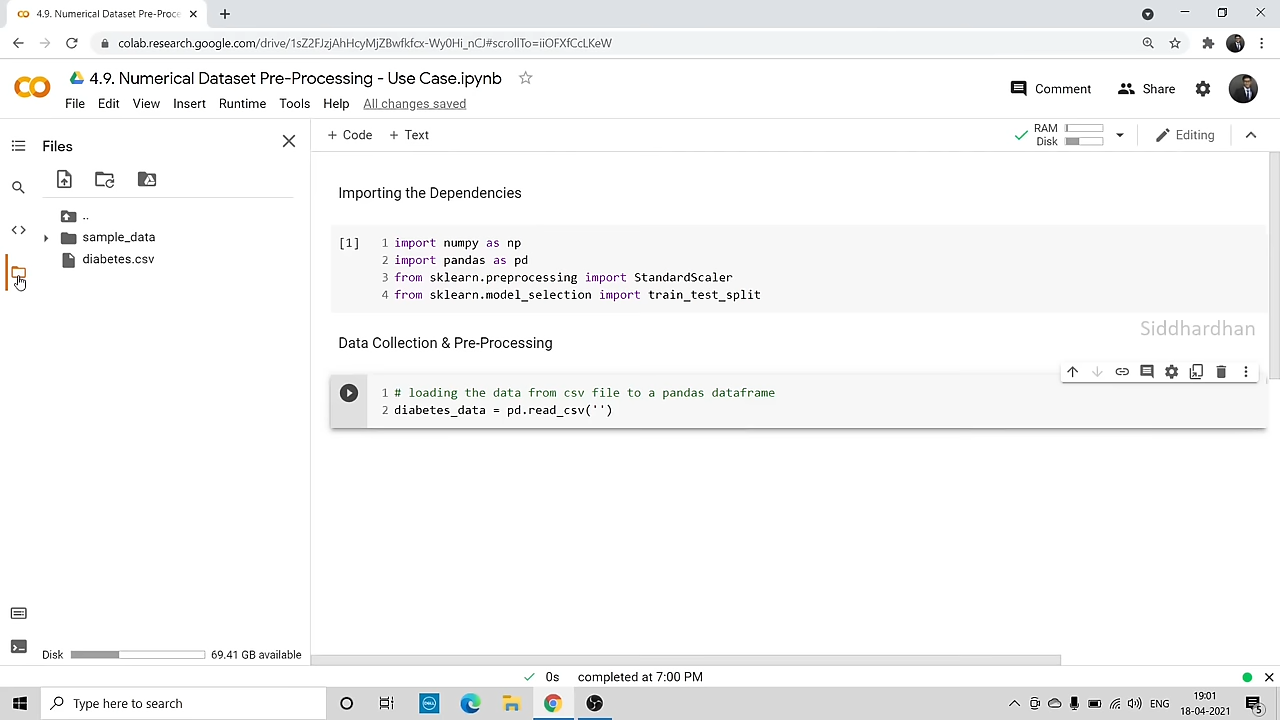 4.9. Numerical Dataset Pre-Proce
colab.research.google.com/drive/1sZ2FJzjAhHcyMjZBwfkfcx-Wy0Hi_nCJ#scrollTo=iiOFXfCcLKeW
4.9. Numerical Dataset Pre-Processing - Use Case.ipynb
Comment
Share
File Edit View Insert Runtime Tools Help All changes saved
Files
+ Code + Text
RAM
Disk
Editing
..
sample_data
diabetes.csv
Importing the Dependencies
[1] 1 import numpy as np
2 import pandas as pd
3 from sklearn.preprocessing import StandardScaler
4 from sklearn.model_selection import train_test_split
Siddhardhan
Data Collection & Pre-Processing
1 # loading the data from csv file to a pandas dataframe
2 diabetes_data = pd.read_csv('')
Disk 69.41 GB available
0s completed at 7:00 PM
Type here to search
DELL
ENG
19:01
18-04-2021
5